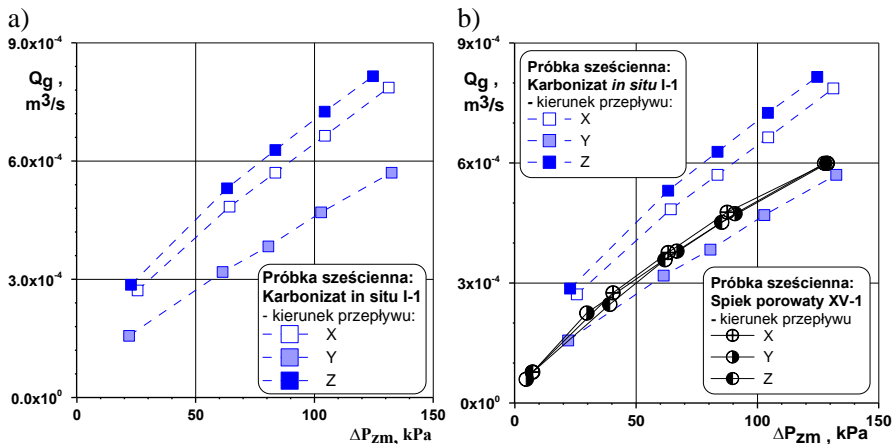 a)
9.0x10⁻⁴
Qg ,
m³/s
6.0x10⁻⁴
3.0x10⁻⁴
0.0x10⁰
0
50
100
150
ΔPzm, kPa
Próbka sześcienna:
Karbonizat in situ I-1
- kierunek przepływu:
X
Y
Z
b)
9x10⁻⁴
Qg ,
m³/s
6x10⁻⁴
3x10⁻⁴
0x10⁰
0
50
100
150
ΔPzm , kPa
Próbka sześcienna:
Karbonizat in situ I-1
- kierunek przepływu:
X
Y
Z
Próbka sześcienna:
Spiek porowaty XV-1
- kierunek przepływu
X
Y
Z